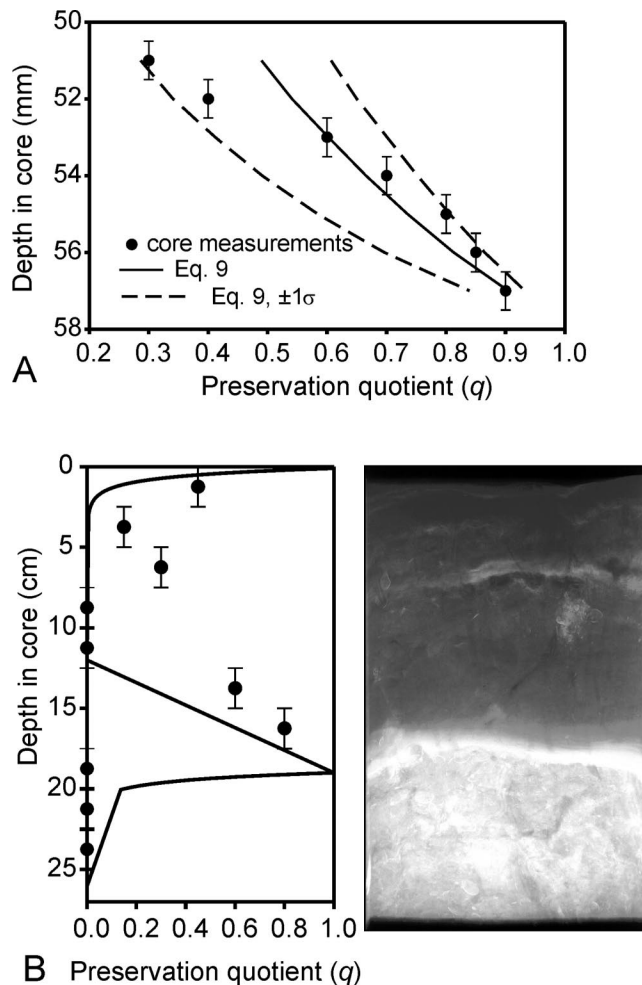 50
52
54
56
58
Depth in core (mm)
core measurements
Eq. 9
Eq. 9, ±1σ
0.2 0.3 0.4 0.5 0.6 0.7 0.8 0.9 1.0
Preservation quotient (q)
A
0
5
10
15
20
25
Depth in core (cm)
0.0 0.2 0.4 0.6 0.8 1.0
Preservation quotient (q)
B